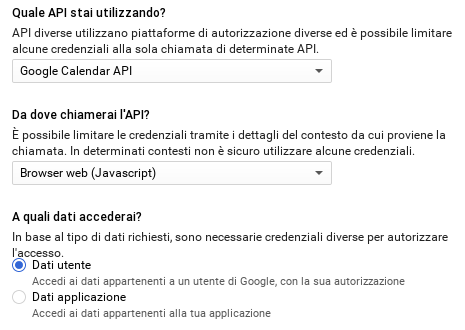 Quale API stai utilizzando?
API diverse utilizzano piattaforme di autorizzazione diverse ed è possibile limitare
alcune credenziali alla sola chiamata di determinate API.
Google Calendar API
Da dove chiamerai l'API?
È possibile limitare le credenziali tramite i dettagli del contesto da cui proviene la
chiamata. In determinati contesti non è sicuro utilizzare alcune credenziali.
Browser web (Javascript)
A quali dati accederai?
In base al tipo di dati richiesti, sono necessarie credenziali diverse per autorizzare
l'accesso.
Dati utente
Accedi ai dati appartenenti a un utente di Google, con la sua autorizzazione
Dati applicazione
Accedi ai dati appartenenti alla tua applicazione